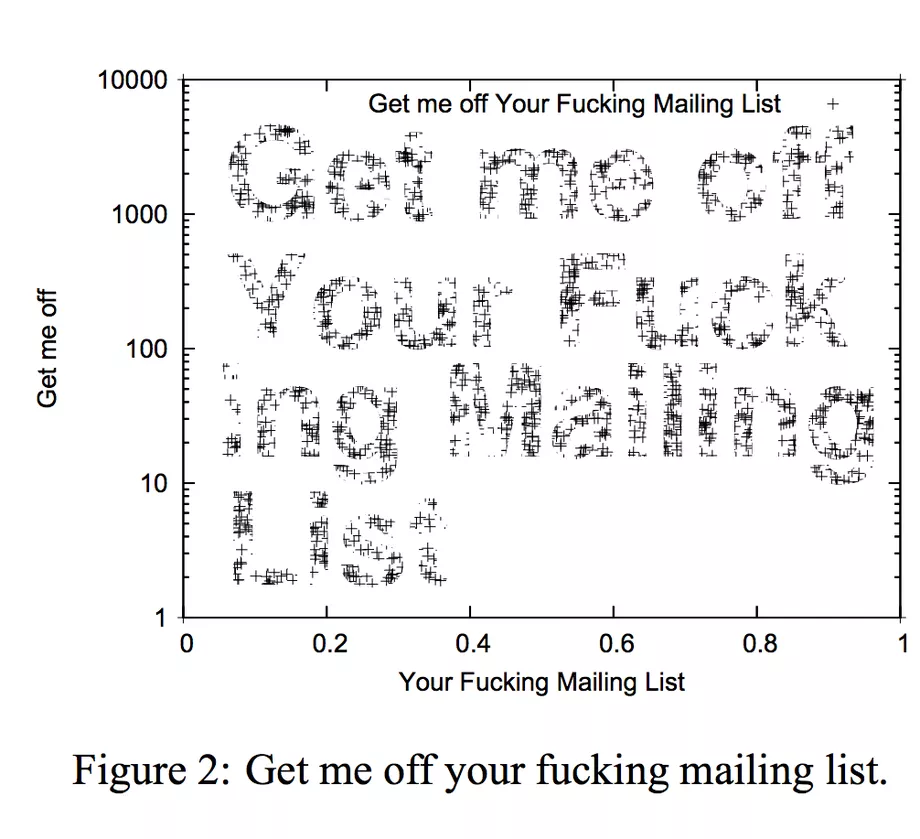 10000
Get me off Your Fucking Mailing List
1000
100
10
1
Get me off
Get me off
Your Fuck
ing Mailing
List
0 0.2 0.4 0.6 0.8 1
Your Fucking Mailing List
Figure 2: Get me off your fucking mailing list.